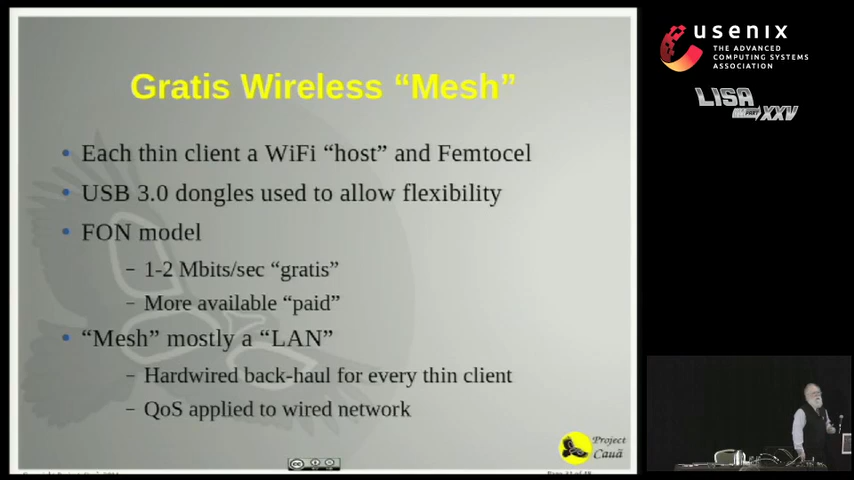 Gratis Wireless “Mesh”
• Each thin client a WiFi “host” and Femtocel
• USB 3.0 dongles used to allow flexibility
• FON model
– 1-2 Mbits/sec “gratis”
– More available “paid”
• “Mesh” mostly a “LAN”
– Hardwired back-haul for every thin client
– QoS applied to wired network
Project
Cauã
usenix
THE ADVANCED
COMPUTING SYSTEMS
ASSOCIATION
LISA
XXV